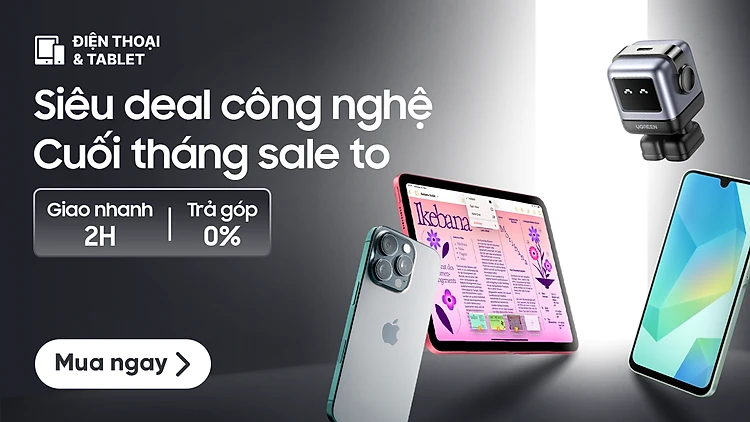 ĐIỆN THOẠI
& TABLET
Siêu deal công nghệ
Cuối tháng sale to
Giao nhanh
2H
Trả góp
0%
Mua ngay
UGREEN
Ikebana